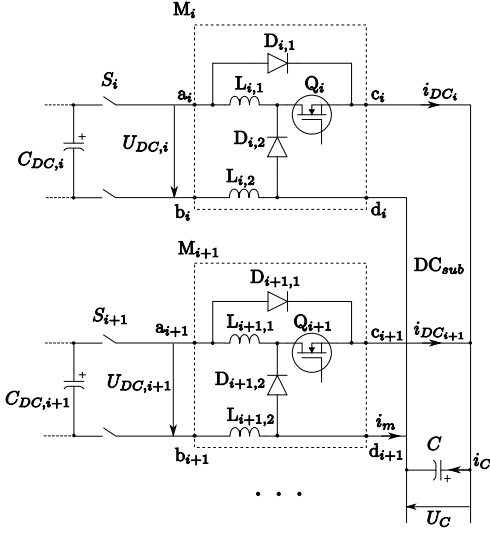 M_i
D_{i,1}
S_i
a_i
L_{i,1}
Q_i
c_i
i_{DC_i}
+
C_{DC,i}
U_{DC,i}
D_{i,2}
L_{i,2}
b_i
d_i
M_{i+1}
DC_{sub}
D_{i+1,1}
S_{i+1}
a_{i+1}
L_{i+1,1}
Q_{i+1}
c_{i+1}
i_{DC_{i+1}}
+
C_{DC,i+1}
U_{DC,i+1}
D_{i+1,2}
L_{i+1,2}
i_m
b_{i+1}
d_{i+1}
C
i_C
+
. . .
U_C